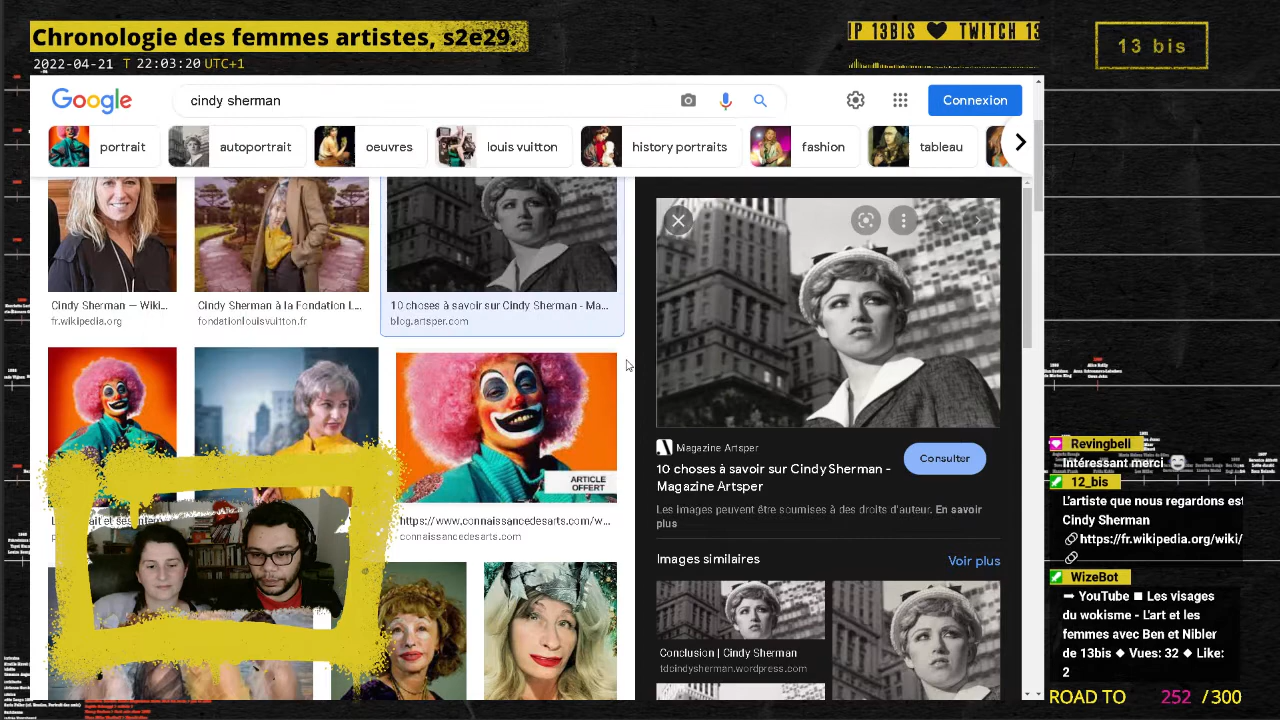 Chronologie des femmes artistes, s2e29
2022-04-21 T 22:03:20 UTC+1
IP 13BIS TWITCH 13
13 bis
Google
cindy sherman
Connexion
portrait
autoportrait
oeuvres
louis vuitton
history portraits
fashion
tableau
Cindy Sherman — Wiki...
fr.wikipedia.org
Cindy Sherman à la Fondation L...
fondationlouisvuitton.fr
10 choses à savoir sur Cindy Sherman - Ma...
blog.artsper.com
ARTICLE
OFFERT
https://www.connaissancedesarts.com/w...
connaissancedesarts.com
Magazine Artsper
10 choses à savoir sur Cindy Sherman -
Magazine Artsper
Consulter
Les images peuvent être soumises à des droits d'auteur. En savoir
plus
Images similaires
Voir plus
Conclusion | Cindy Sherman
tdcindysherman.wordpress.com
Revingbell
Intéressant merci
12_bis
L'artiste que nous regardons est
Cindy Sherman
https://fr.wikipedia.org/wiki/
WizeBot
➡ YouTube ■ Les visages
du wokisme - L'art et les
femmes avec Ben et Nibler
de 13bis ◆ Vues: 32 ◆ Like:
2
ROAD TO 252 / 300